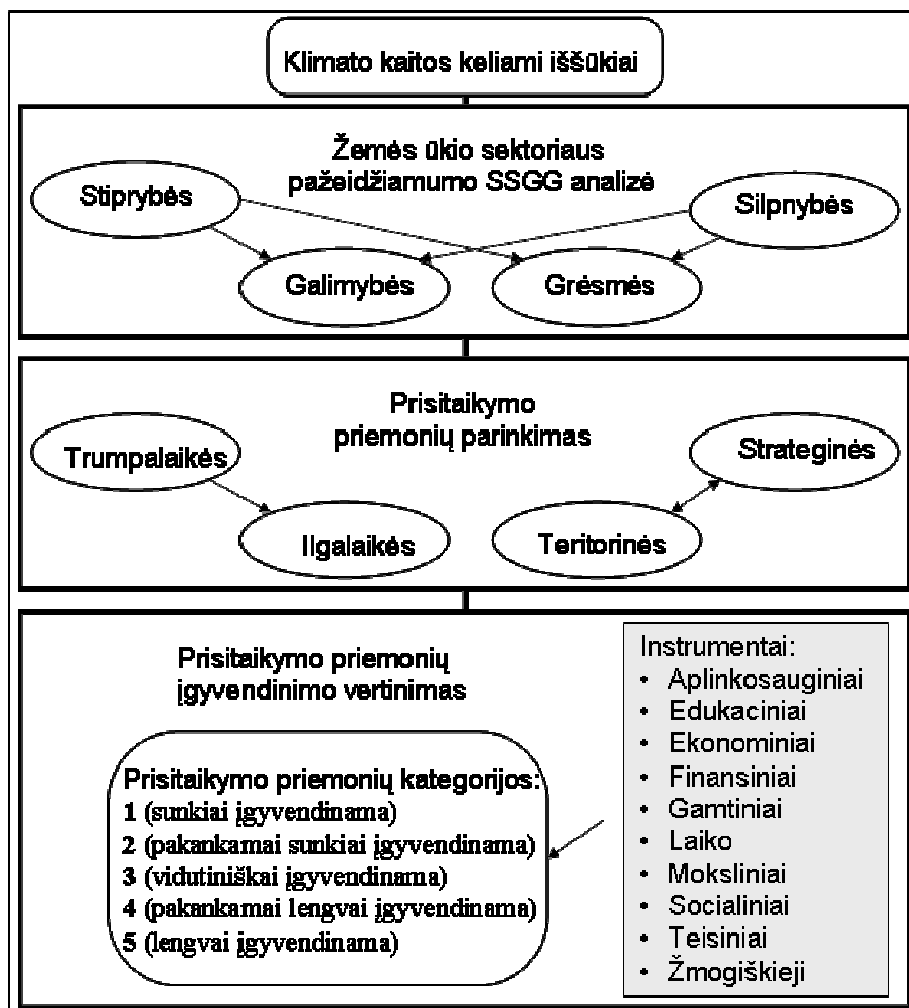 Klimato kaitos keliami iššūkiai
Žemės ūkio sektoriaus
pažeidžiamumo SSGG analizė
Stiprybės
Silpnybės
Galimybės
Grėsmės
Prisitaikymo
priemonių parinkimas
Trumpalaikės
Strateginės
Ilgalaikės
Teritorinės
Prisitaikymo priemonių
įgyvendinimo vertinimas
Prisitaikymo priemonių kategorijos:
1 (sunkiai įgyvendinama)
2 (pakankamai sunkiai įgyvendinama)
3 (vidutiniškai įgyvendinama)
4 (pakankamai lengvai įgyvendinama)
5 (lengvai įgyvendinama)
Instrumentai:
• Aplinkosauginiai
• Edukaciniai
• Ekonominiai
• Finansiniai
• Gamtiniai
• Laiko
• Moksliniai
• Socialiniai
• Teisiniai
• Žmogiškieji